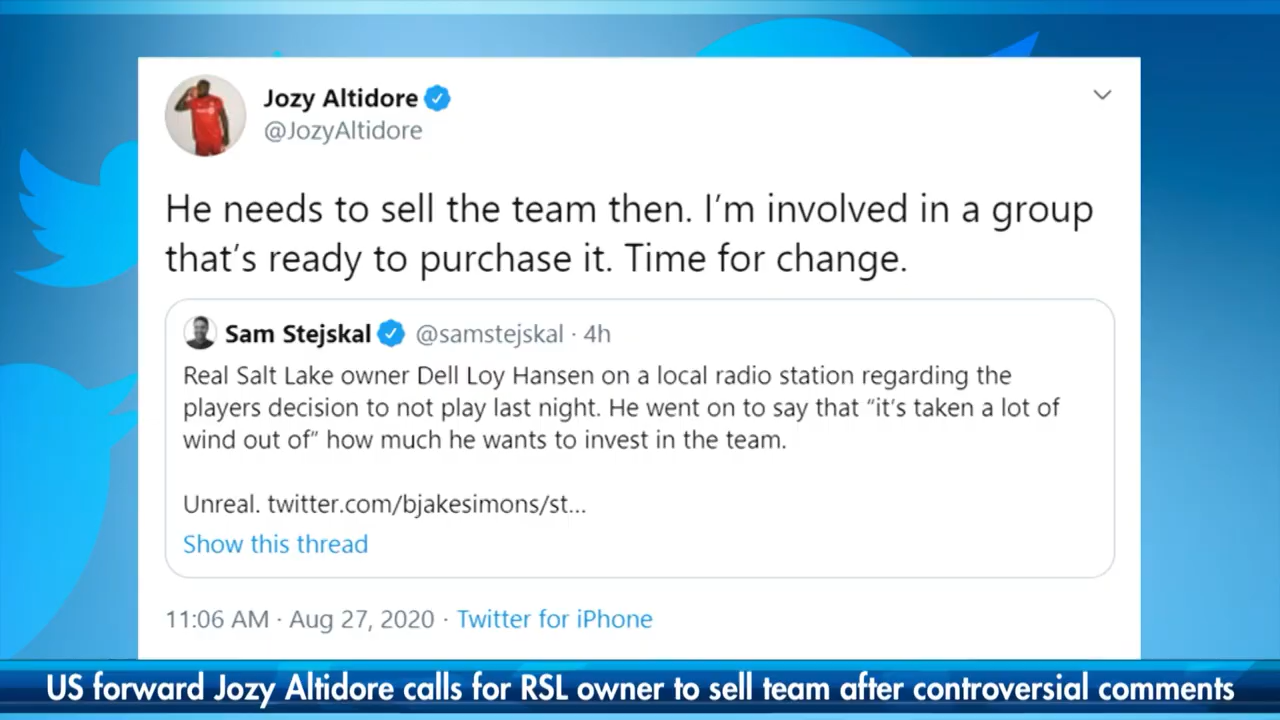 Jozy Altidore
@JozyAltidore
He needs to sell the team then. I’m involved in a group
that’s ready to purchase it. Time for change.
Sam Stejskal @samstejskal · 4h
Real Salt Lake owner Dell Loy Hansen on a local radio station regarding the
players decision to not play last night. He went on to say that “it’s taken a lot of
wind out of” how much he wants to invest in the team.
Unreal. twitter.com/bjakesimons/st...
Show this thread
11:06 AM · Aug 27, 2020 · Twitter for iPhone
US forward Jozy Altidore calls for RSL owner to sell team after controversial comments